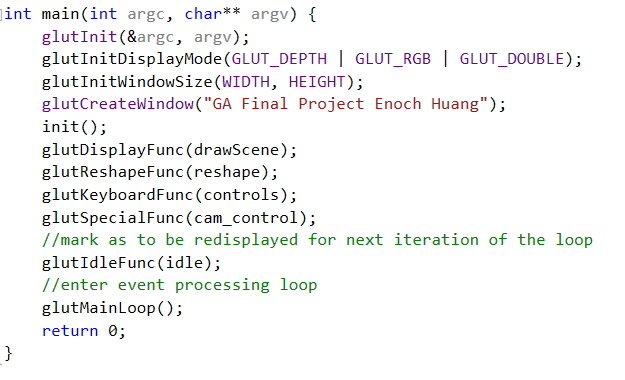 int main(int argc, char** argv) {
glutInit(&argc, argv);
glutInitDisplayMode(GLUT_DEPTH | GLUT_RGB | GLUT_DOUBLE);
glutInitWindowSize(WIDTH, HEIGHT);
glutCreateWindow("GA Final Project Enoch Huang");
init();
glutDisplayFunc(drawScene);
glutReshapeFunc(reshape);
glutKeyboardFunc(controls);
glutSpecialFunc(cam_control);
//mark as to be redisplayed for next iteration of the loop
glutIdleFunc(idle);
//enter event processing loop
glutMainLoop();
return 0;
}